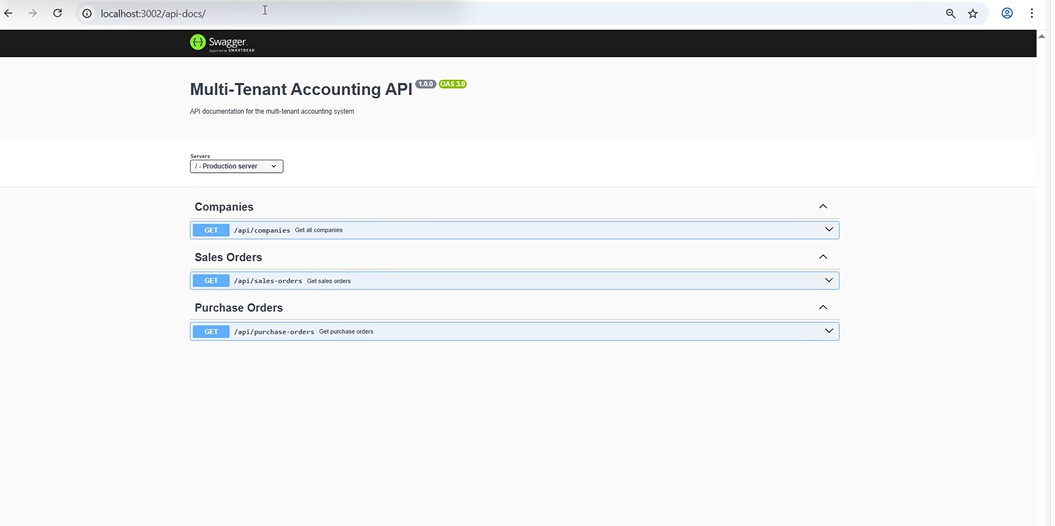 localhost:3002/api-docs/
Swagger
Supported by SMARTBEAR
Multi-Tenant Accounting API 1.0.0 OAS 3.0
API documentation for the multi-tenant accounting system
Servers
/ - Production server
Companies
GET /api/companies Get all companies
Sales Orders
GET /api/sales-orders Get sales orders
Purchase Orders
GET /api/purchase-orders Get purchase orders